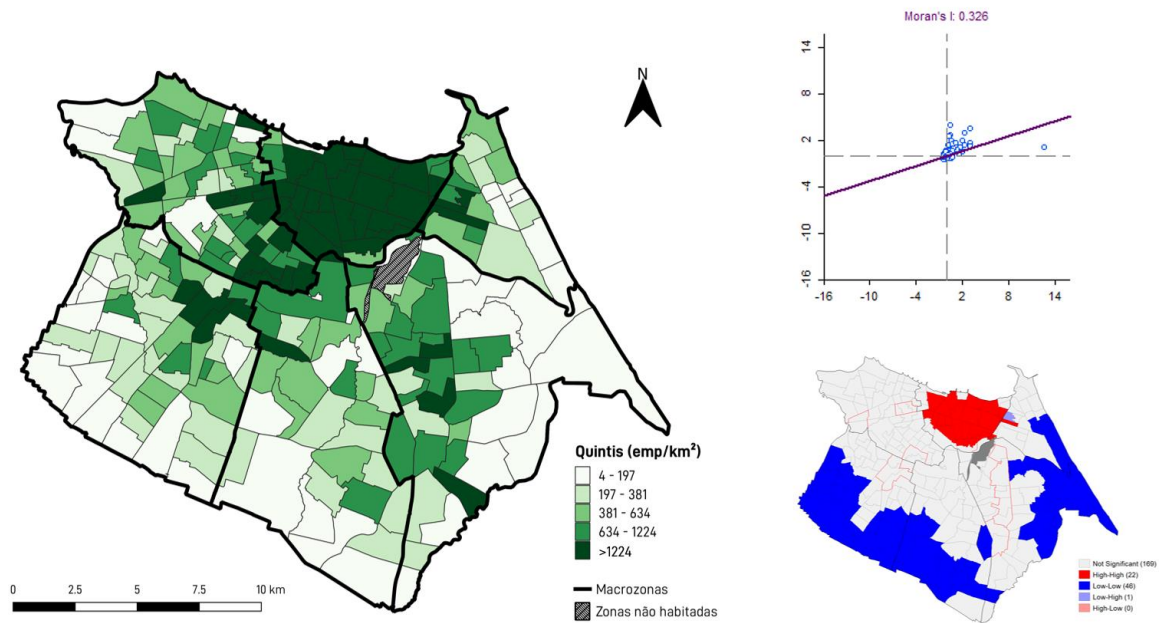 Moran's I: 0.326
14
8
2
-4
-10
-16
-16
-10
-4
2
8
14
N
Quintis (emp/km²)
4 - 197
197 - 381
381 - 634
634 - 1224
>1224
Macrozonas
Zonas não habitadas
0
2.5
5
7.5
10 km
Not Significant (169)
High-High (22)
Low-Low (46)
Low-High (1)
High-Low (0)